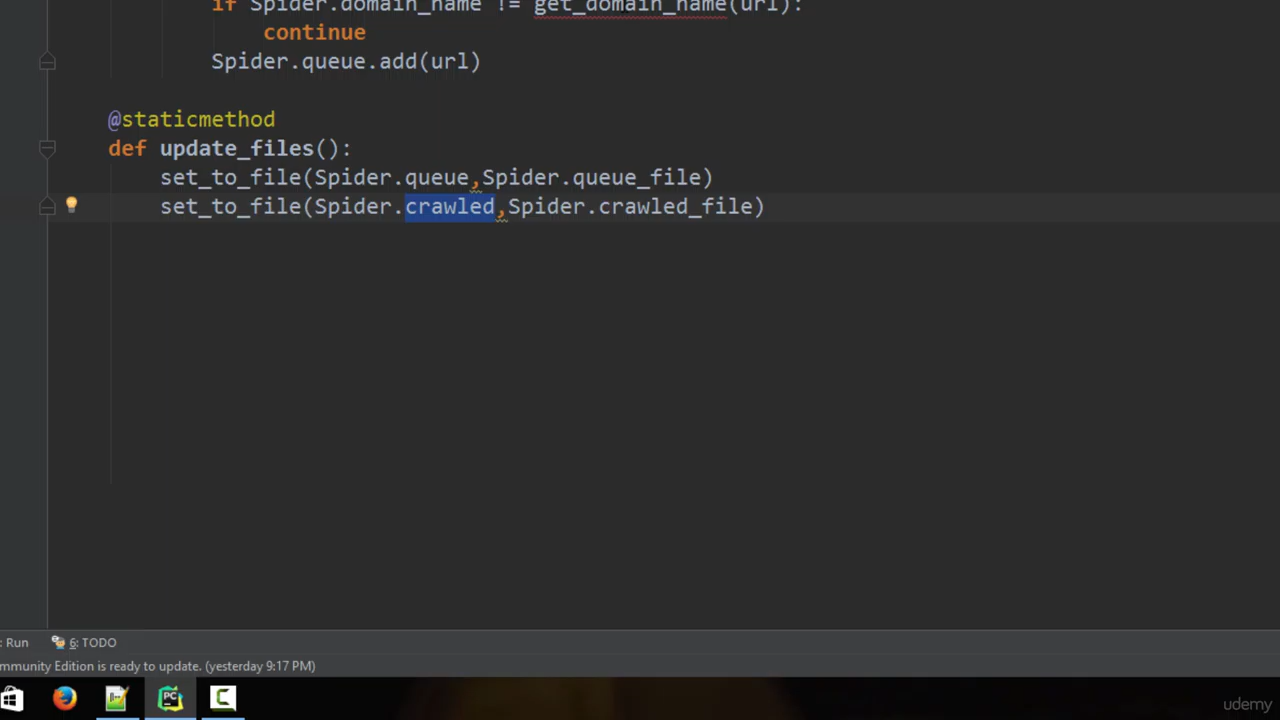 if Spider.domain_name != get_domain_name(url):
continue
Spider.queue.add(url)
@staticmethod
def update_files():
set_to_file(Spider.queue,Spider.queue_file)
set_to_file(Spider.crawled,Spider.crawled_file)
: Run 6: TODO
mmunity Edition is ready to update. (yesterday 9:17 PM)
PC C
udemy